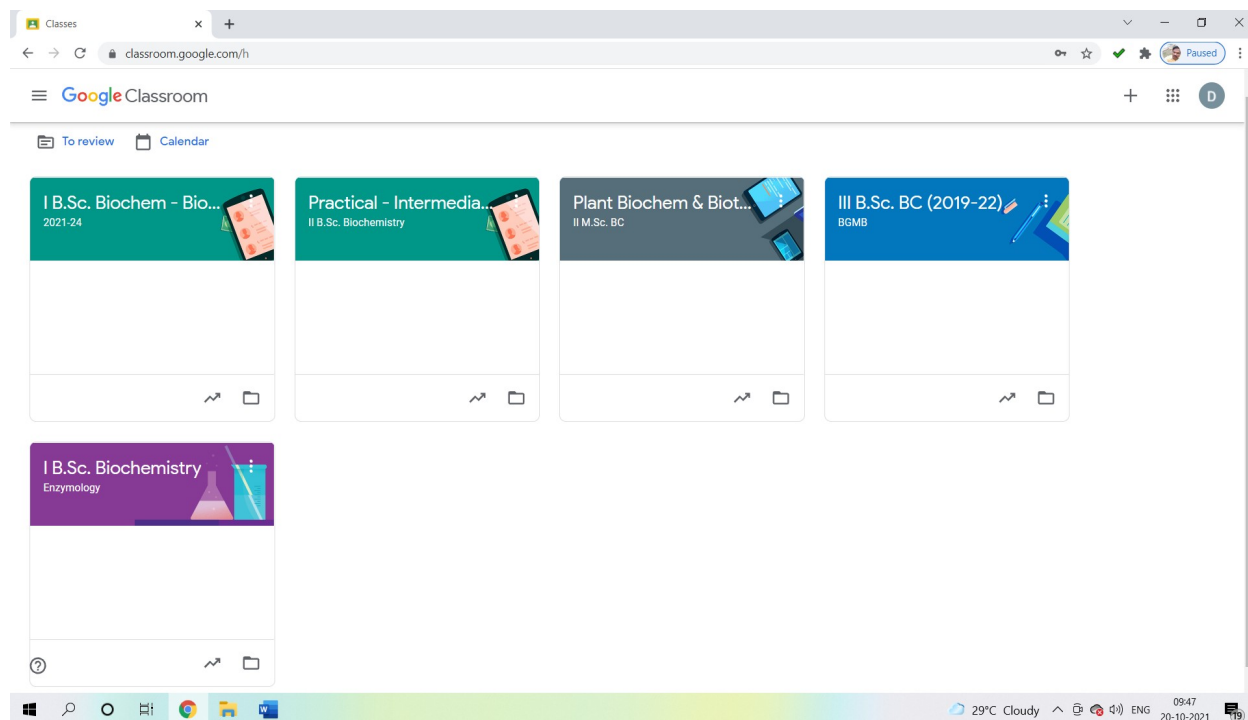 Classes
classroom.google.com/h
Paused
Google Classroom
D
To review
Calendar
I B.Sc. Biochem - Bio...
2021-24
Practical - Intermedia...
II B.Sc. Biochemistry
Plant Biochem & Biot...
II M.Sc. BC
III B.Sc. BC (2019-22)
BGMB
I B.Sc. Biochemistry
Enzymology
29°C Cloudy
ENG
09:47
20-10-2021
19